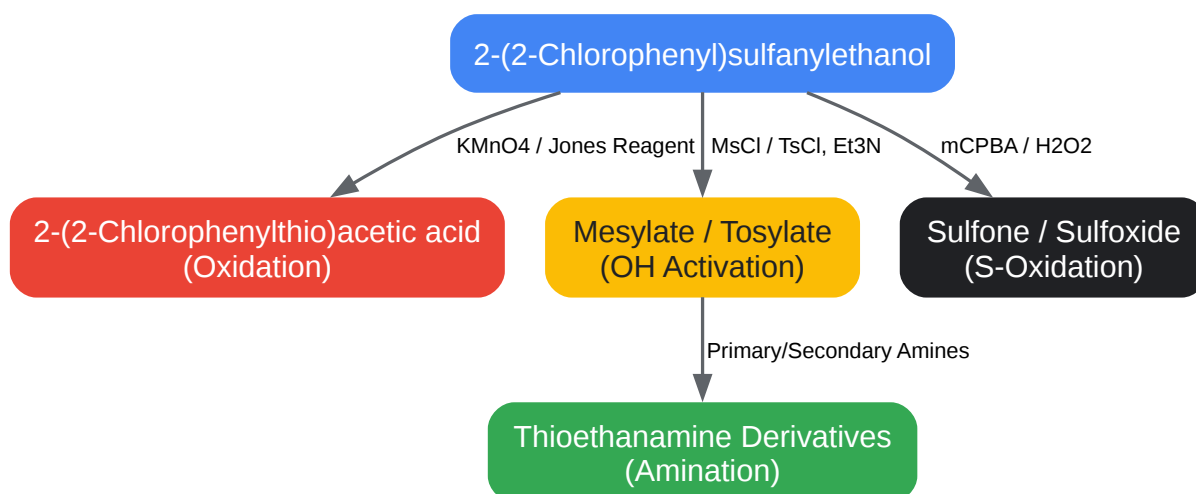 2-(2-Chlorophenyl)sulfanylethanol
KMnO4 / Jones Reagent
MsCl / TsCl, Et3N
mCPBA / H2O2
2-(2-Chlorophenylthio)acetic acid
(Oxidation)
Mesylate / Tosylate
(OH Activation)
Sulfone / Sulfoxide
(S-Oxidation)
Primary/Secondary Amines
Thioethanamine Derivatives
(Amination)